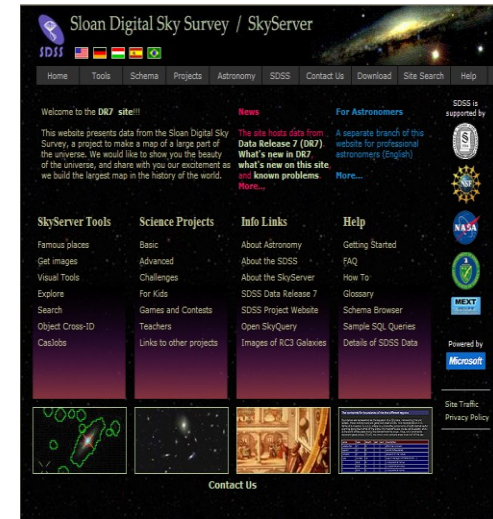 Sloan Digital Sky Survey / SkyServer
SDSS
Home Tools Schema Projects Astronomy SDSS Contact Us Download Site Search Help
Welcome to the DR7 site!!!
This website presents data from the Sloan Digital Sky
Survey, a project to make a map of a large part of
the universe. We would like to show you the beauty
of the universe, and share with you our excitement as
we build the largest map in the history of the world.
News
The site hosts data from
Data Release 7 (DR7).
What's new in DR7,
what's new on this site,
and known problems.
More...
For Astronomers
A separate branch of this
website for professional
astronomers (English)
More...
SDSS is
supported by
NSF
NASA
MEXT
Powered by
Microsoft
Site Traffic
Privacy Policy
SkyServer Tools
Famous places
Get images
Visual Tools
Explore
Search
Object Cross-ID
CasJobs
Science Projects
Basic
Advanced
Challenges
For Kids
Games and Contests
Teachers
Links to other projects
Info Links
About Astronomy
About the SDSS
About the SkyServer
SDSS Data Release 7
SDSS Project Website
Open SkyQuery
Images of RC3 Galaxies
Help
Getting Started
FAQ
How To
Glossary
Schema Browser
Sample SQL Queries
Details of SDSS Data
Contact Us